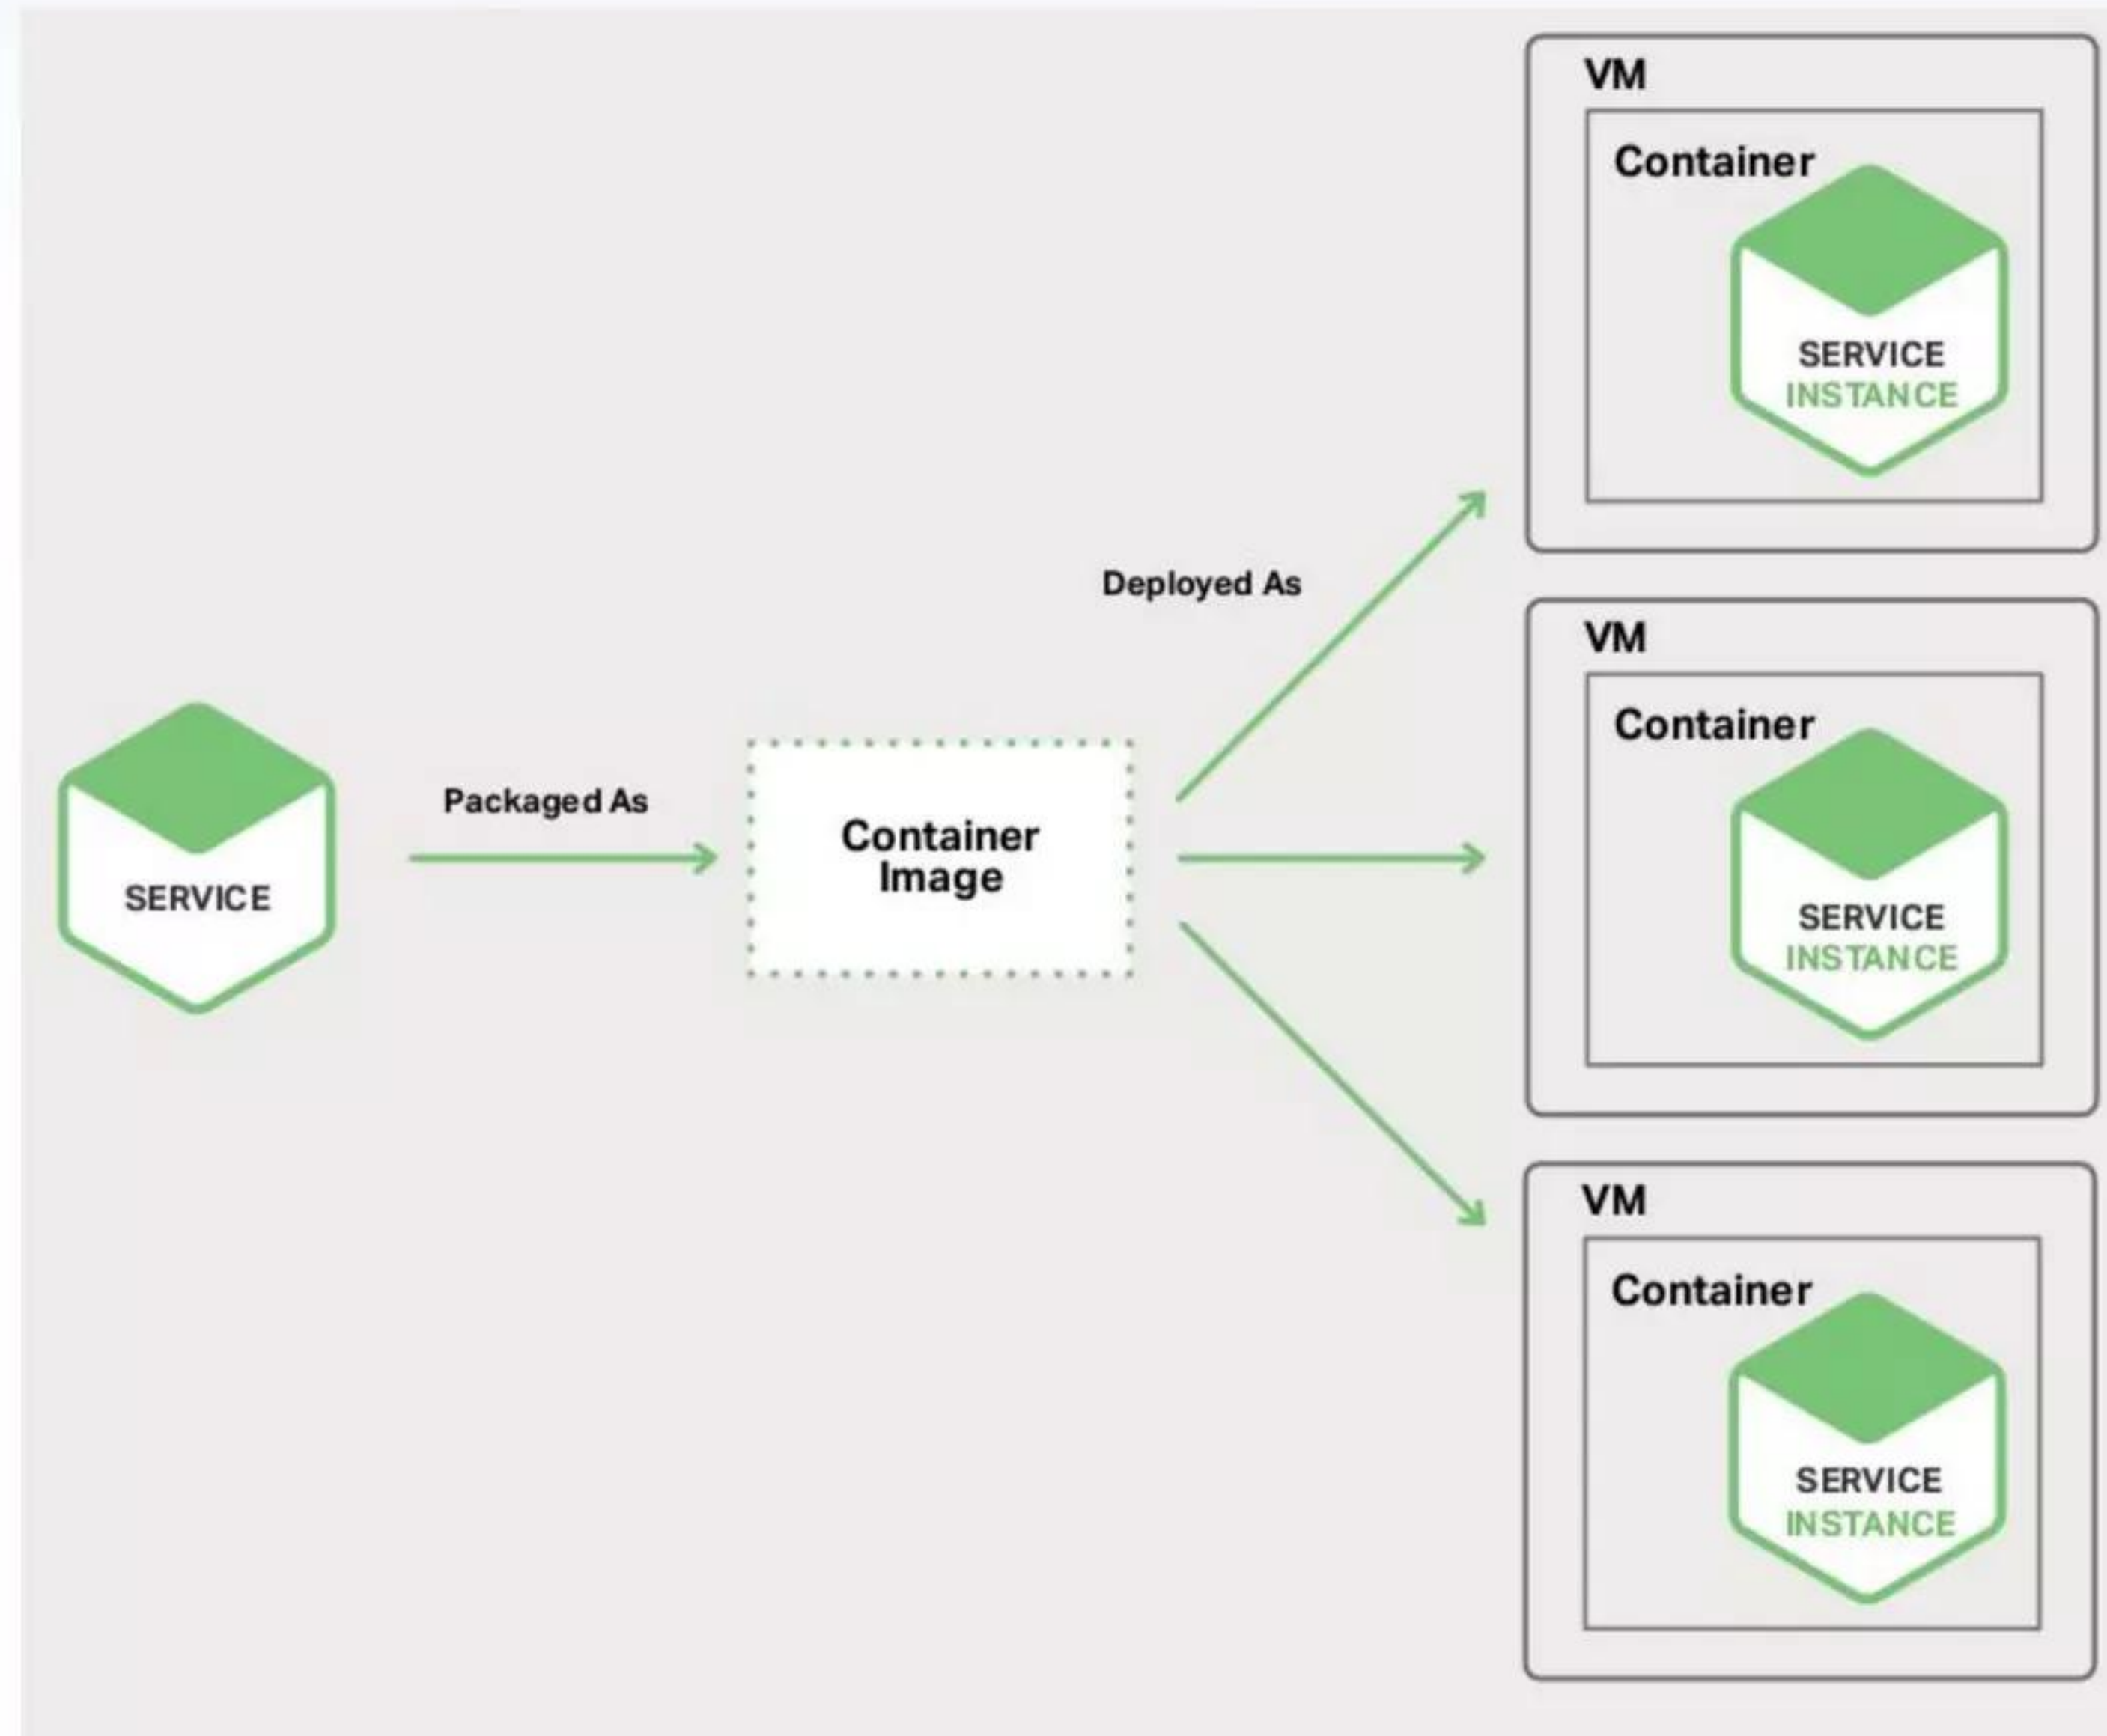 VM
Container
SERVICE
INSTANCE
Deployed As
VM
Container
SERVICE
INSTANCE
SERVICE
Packaged As
Container
Image
VM
Container
SERVICE
INSTANCE